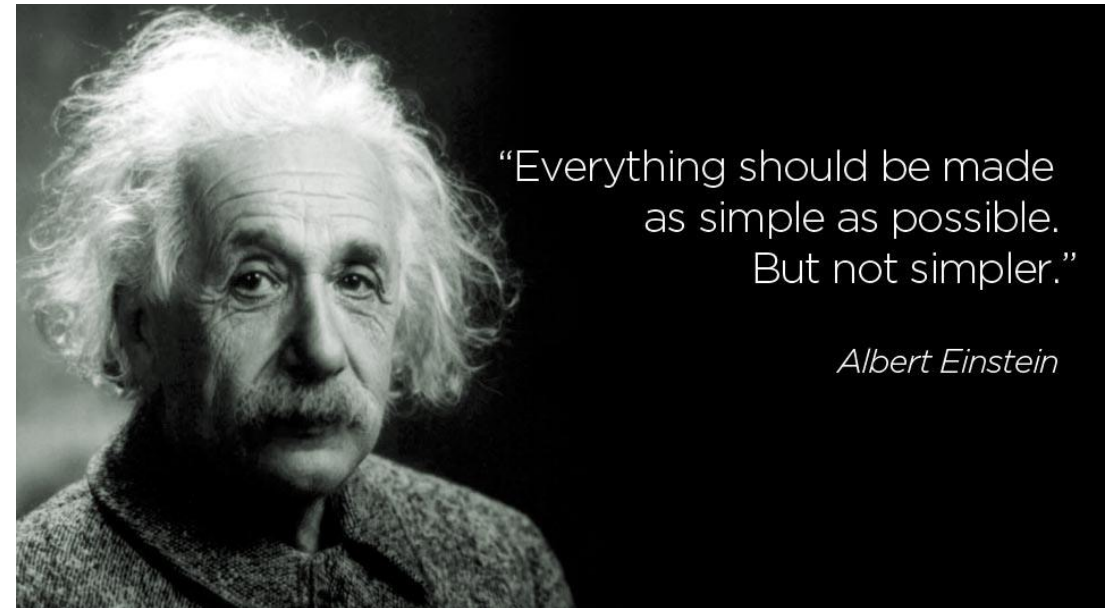 “Everything should be made
as simple as possible.
But not simpler.”
Albert Einstein